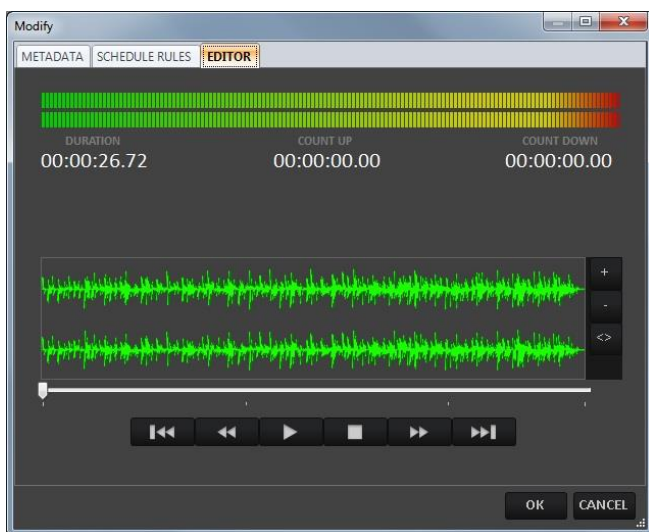 Modify
METADATA SCHEDULE RULES EDITOR
DURATION COUNT UP COUNT DOWN
00:00:26.72 00:00:00.00 00:00:00.00
+
-
<>
OK CANCEL